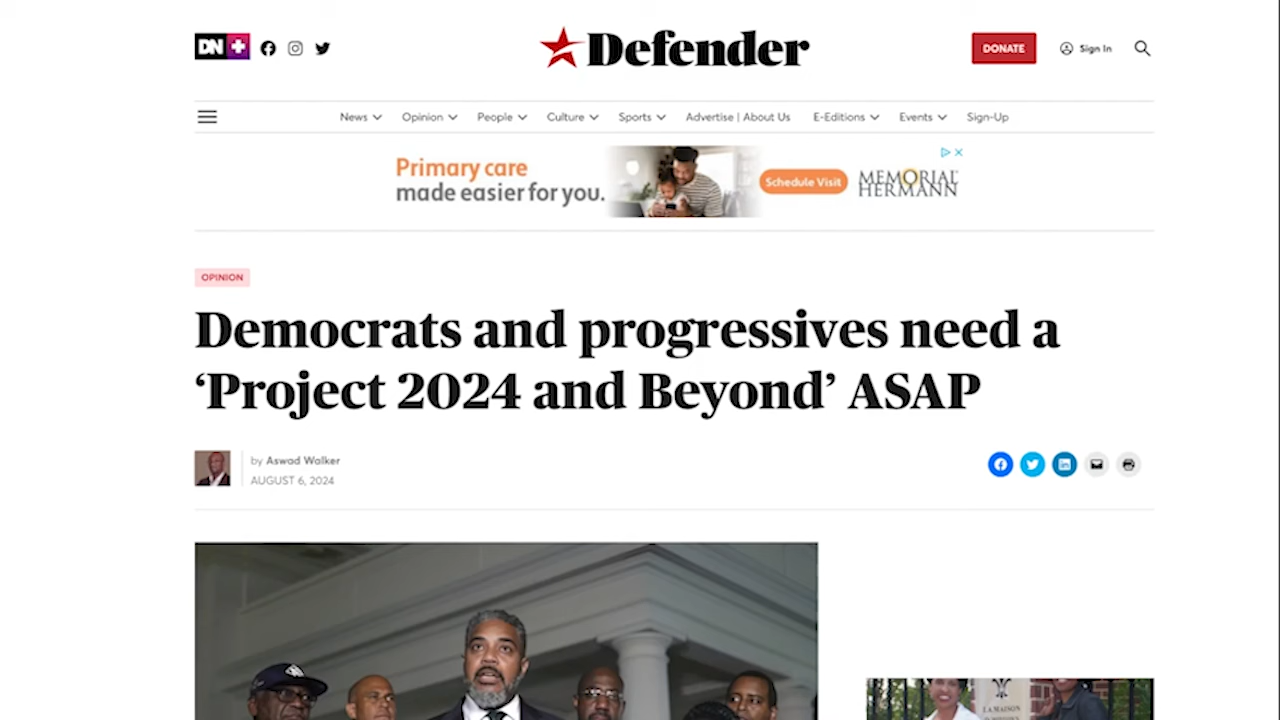 DN+
Defender
DONATE
Sign In
News
Opinion
People
Culture
Sports
Advertise | About Us
E-Editions
Events
Sign-Up
Primary care
made easier for you.
Schedule Visit
MEMORIAL
HERMANN
OPINION
Democrats and progressives need a
‘Project 2024 and Beyond’ ASAP
by Aswad Walker
AUGUST 6, 2024
LA MAISON